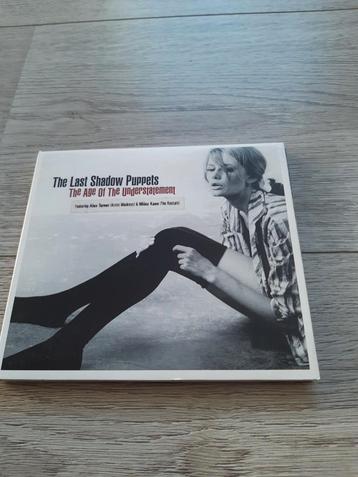 The Last Shadow Puppets
The Age Of The Understatement
Featuring Alex Turner (Arctic Monkeys) & Miles Kane (The Rascals)